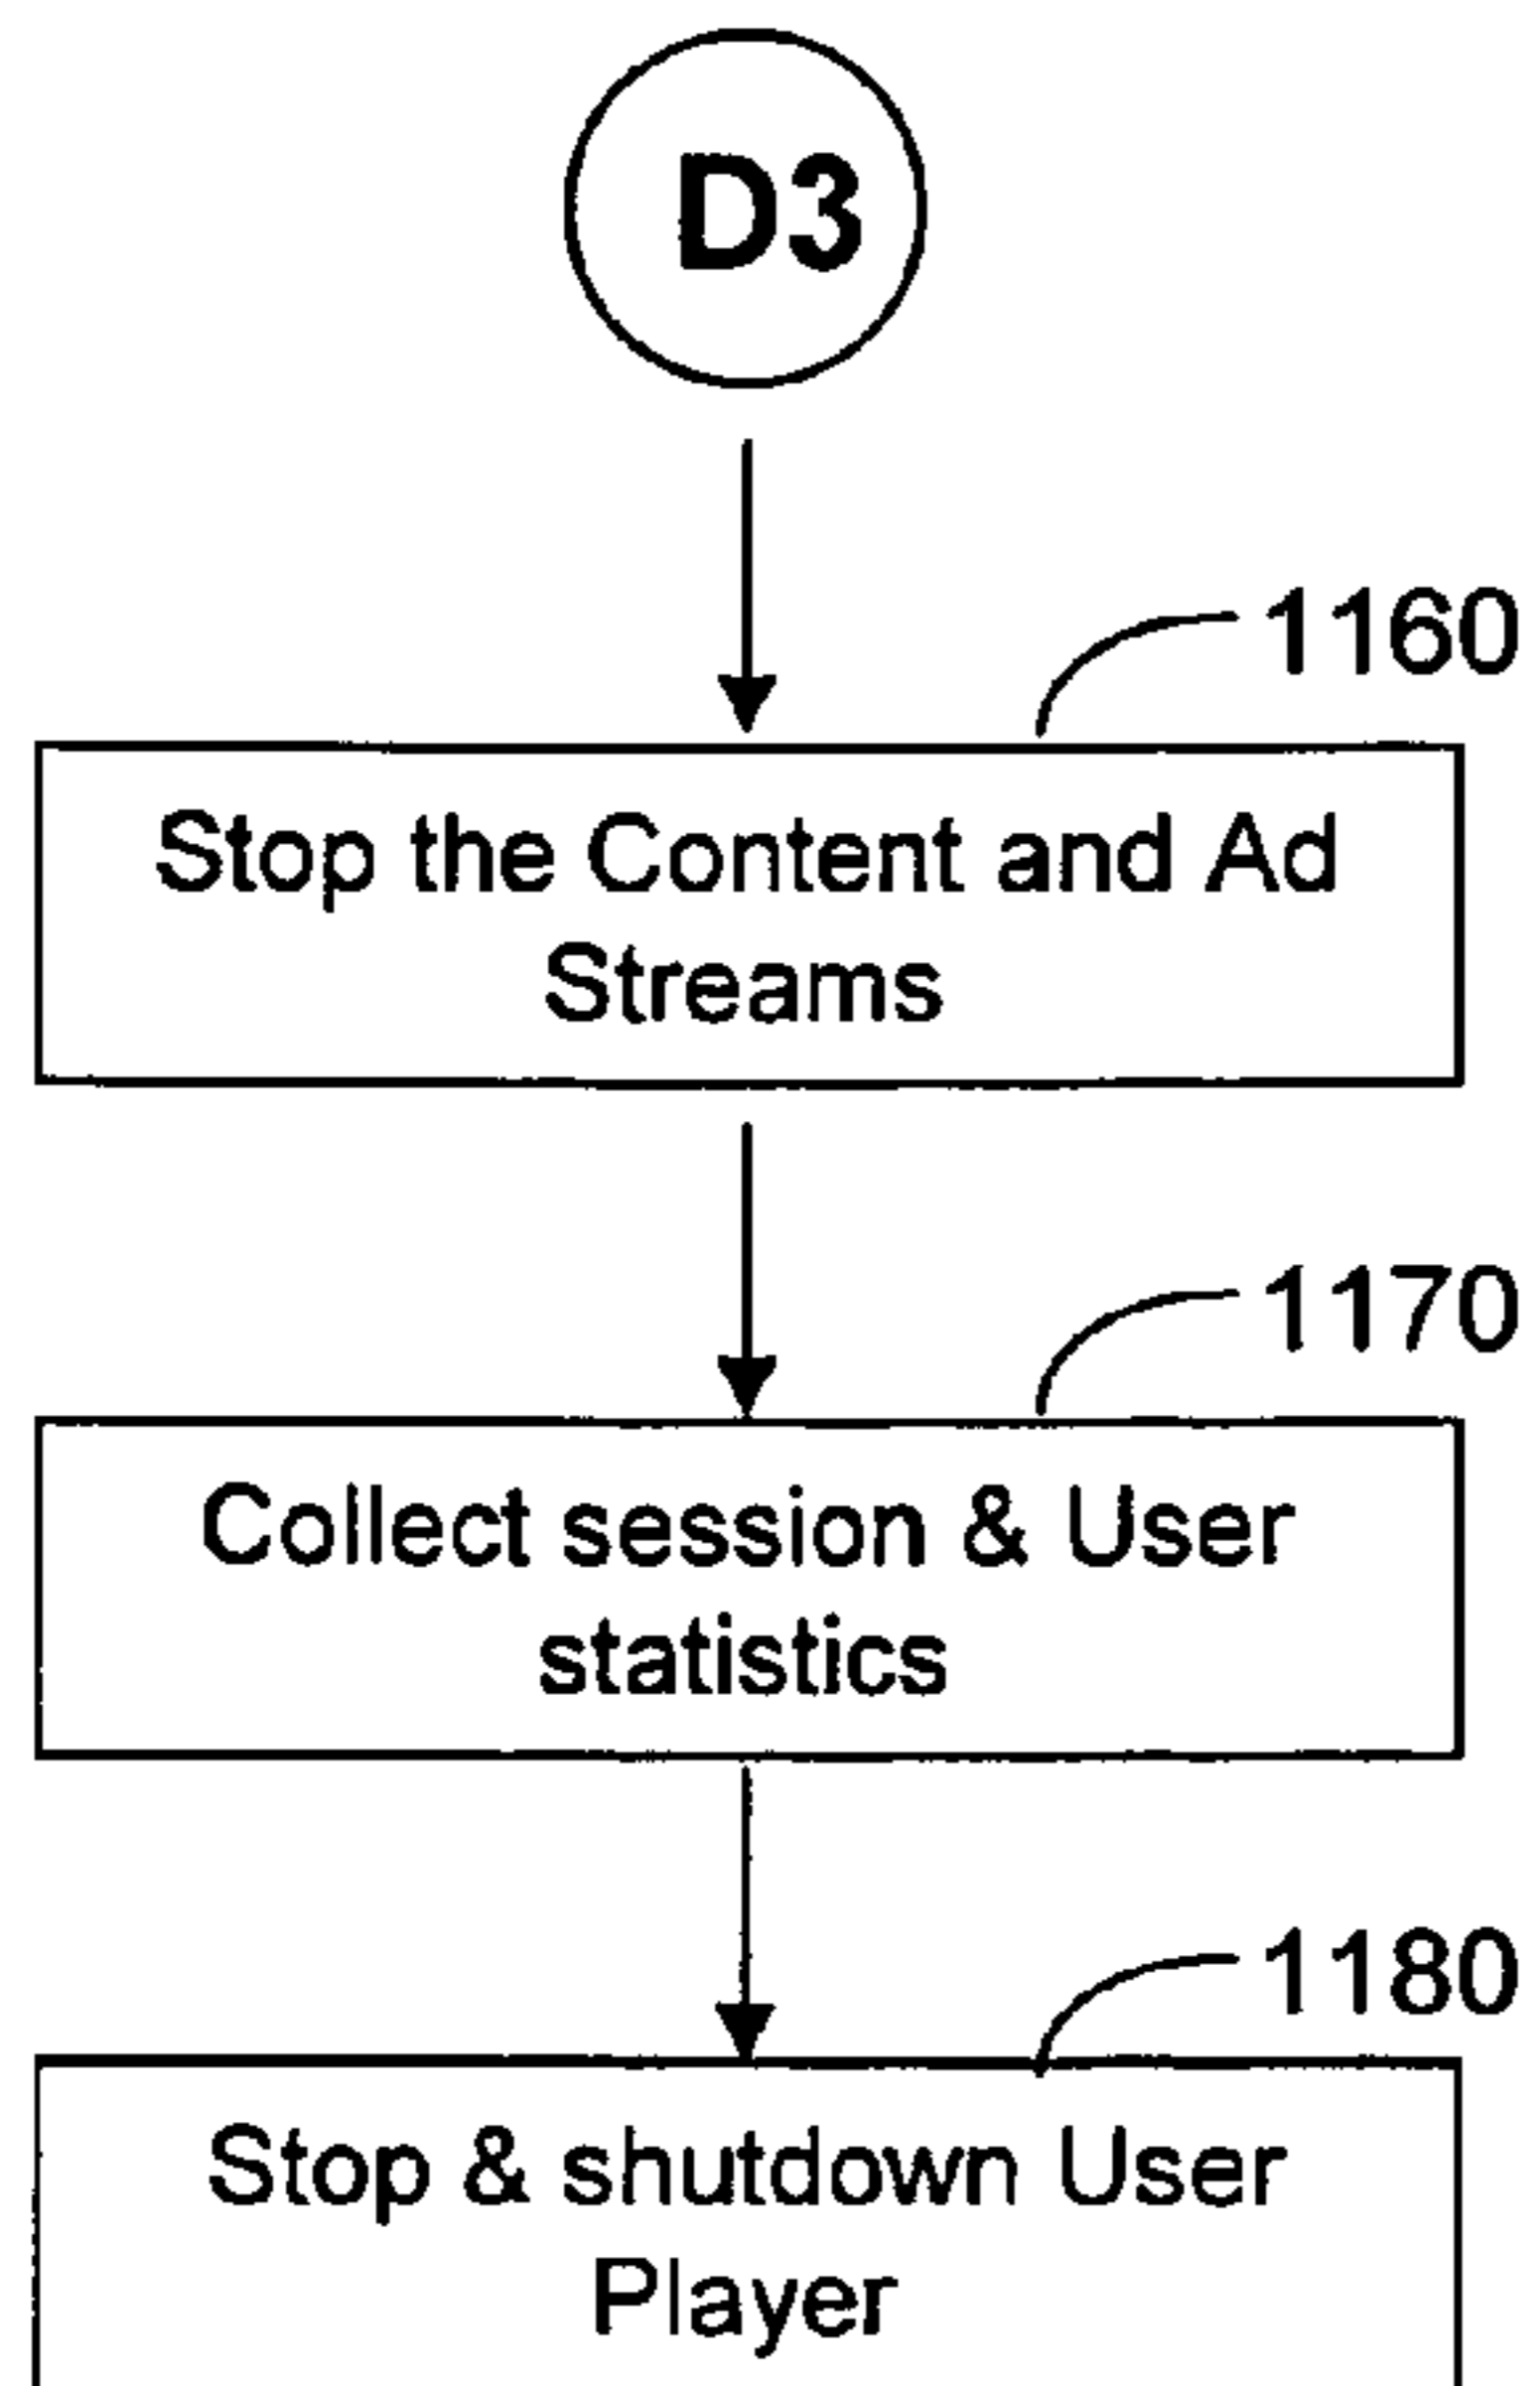 D3
1160
Stop the Content and Ad
Streams
1170
Collect session & User
statistics
1180
Stop & shutdown User
Player